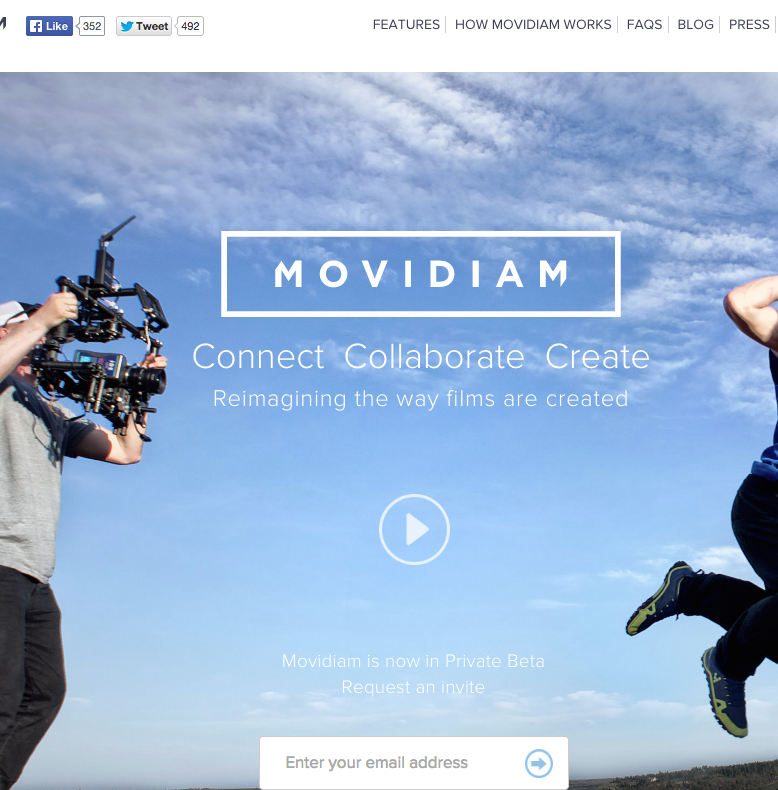 Like 352 Tweet 492 FEATURES HOW MOVIDIAM WORKS FAQS BLOG PRESS
MOVIDIAM
Connect Collaborate Create
Reimagining the way films are created
Movidiam is now in Private Beta
Request an invite
Enter your email address